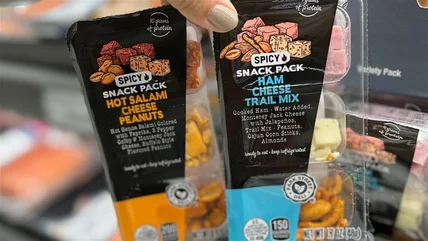 10 grams
of protein
SPICY
SNACK PACK
HOT SALAMI
CHEESE
PEANUTS
Hot Genoa Salami Colored
with Paprika, 3 Pepper
Colby & Monterey Jack
Cheese, Buffalo Style
Flavored Peanuts
ready to eat • keep refrigerated
200
of protein
SPICY
SNACK PACK
HAM
CHEESE
TRAIL MIX
Cooked Ham - Water Added,
Monterey Jack Cheese
with Jalapeños,
Trail Mix - Peanuts,
Cajun Corn Sticks,
Almonds
ready to eat • keep refrigerated
150
Variety Pack